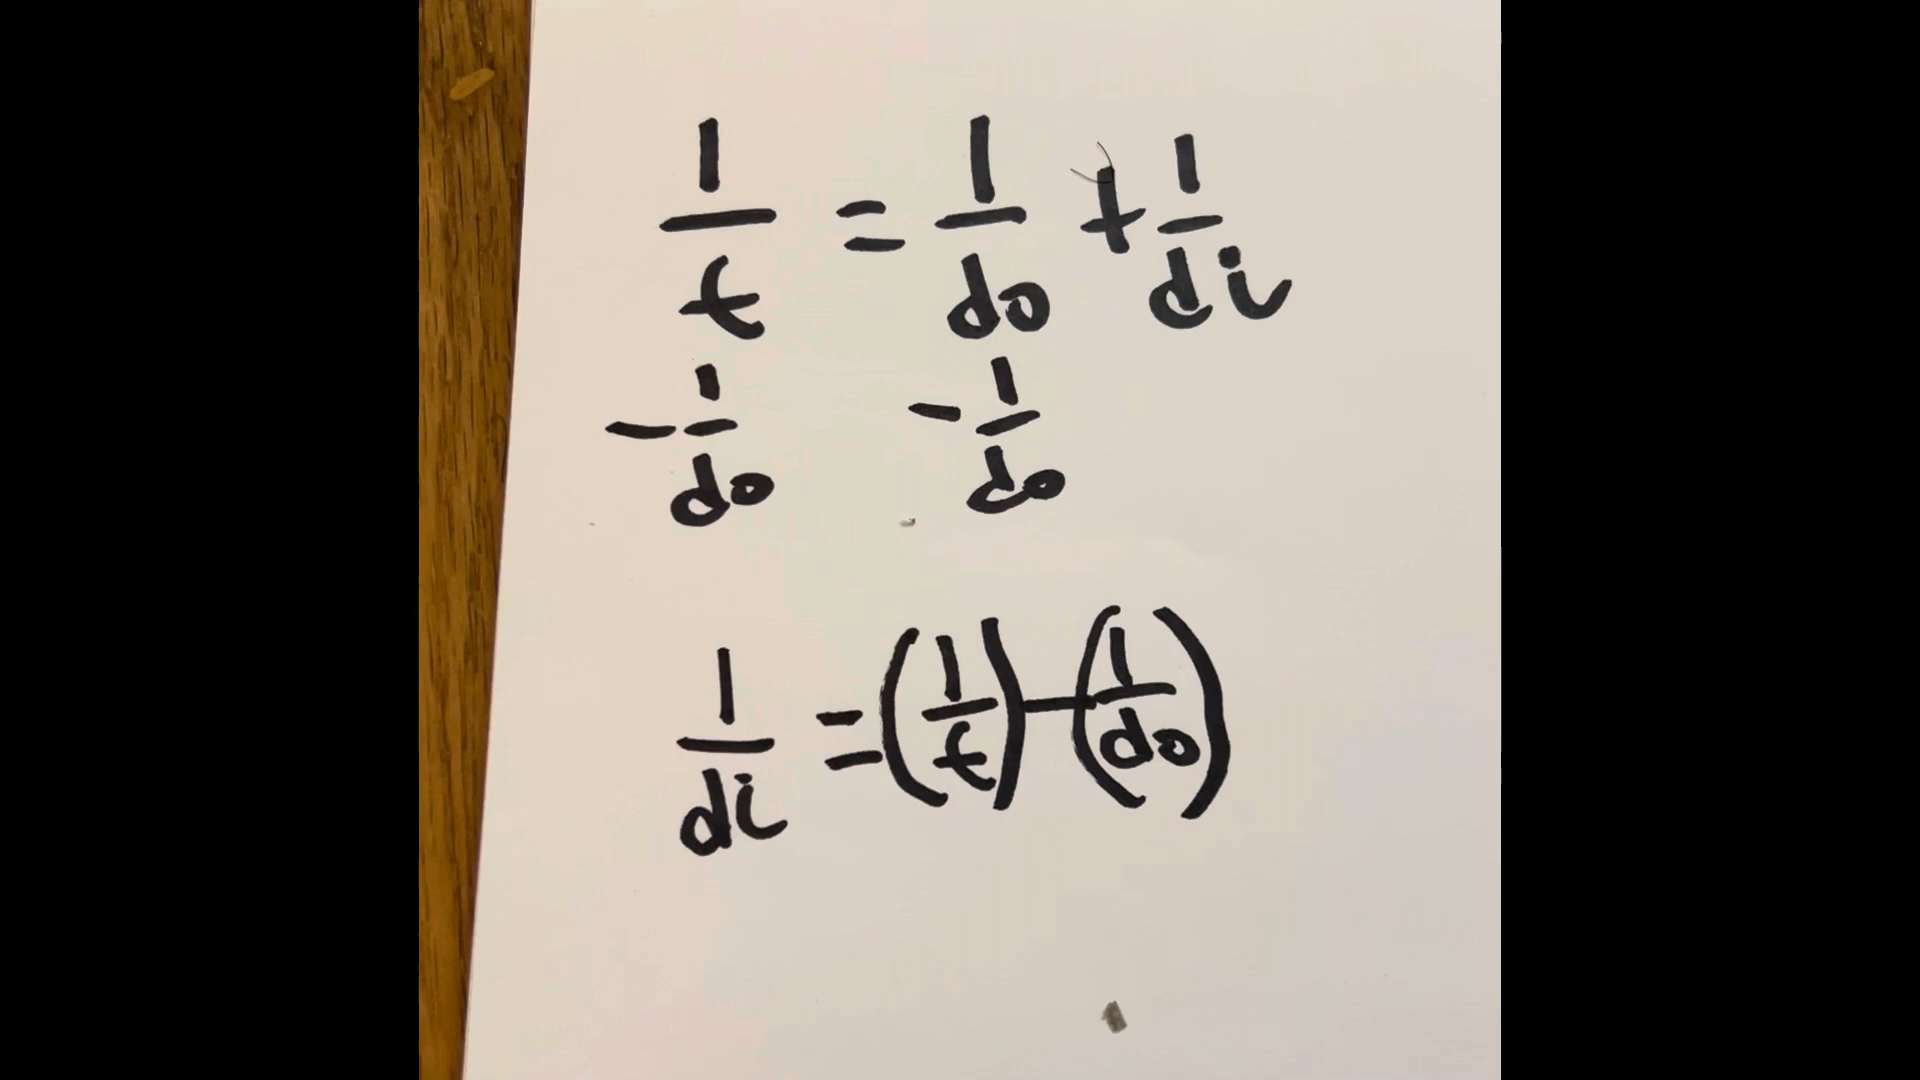 1/f = 1/do + 1/di
- 1/do - 1/do
1/di = (1/f) - (1/do)